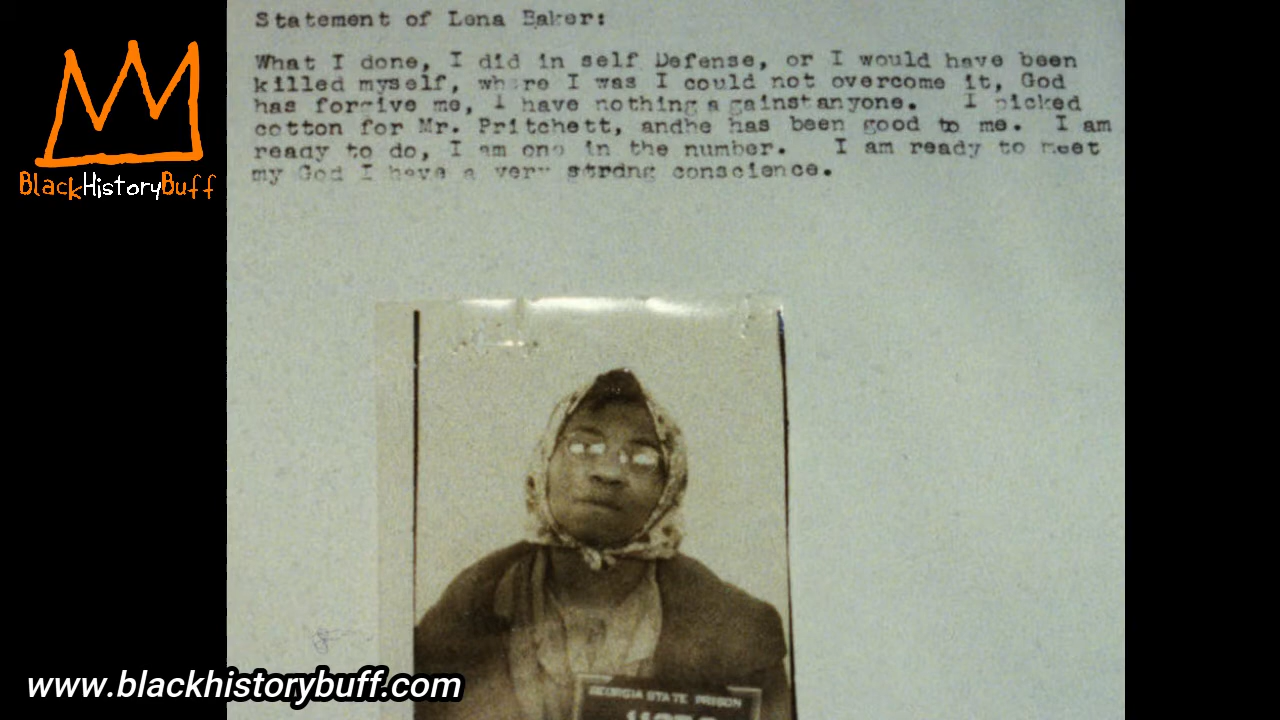 Statement of Lena Baker:
What I done, I did in self Defense, or I would have been
killed myself, where I was I could not overcome it, God
has forgive me, I have nothing a gainst anyone. I picked
cotton for Mr. Pritchett, andhe has been good to me. I am
ready to do, I am one in the number. I am ready to meet
my God I have a very strong conscience.
BlackHistoryBuff
GEORGIA STATE PRISON
www.blackhistorybuff.com